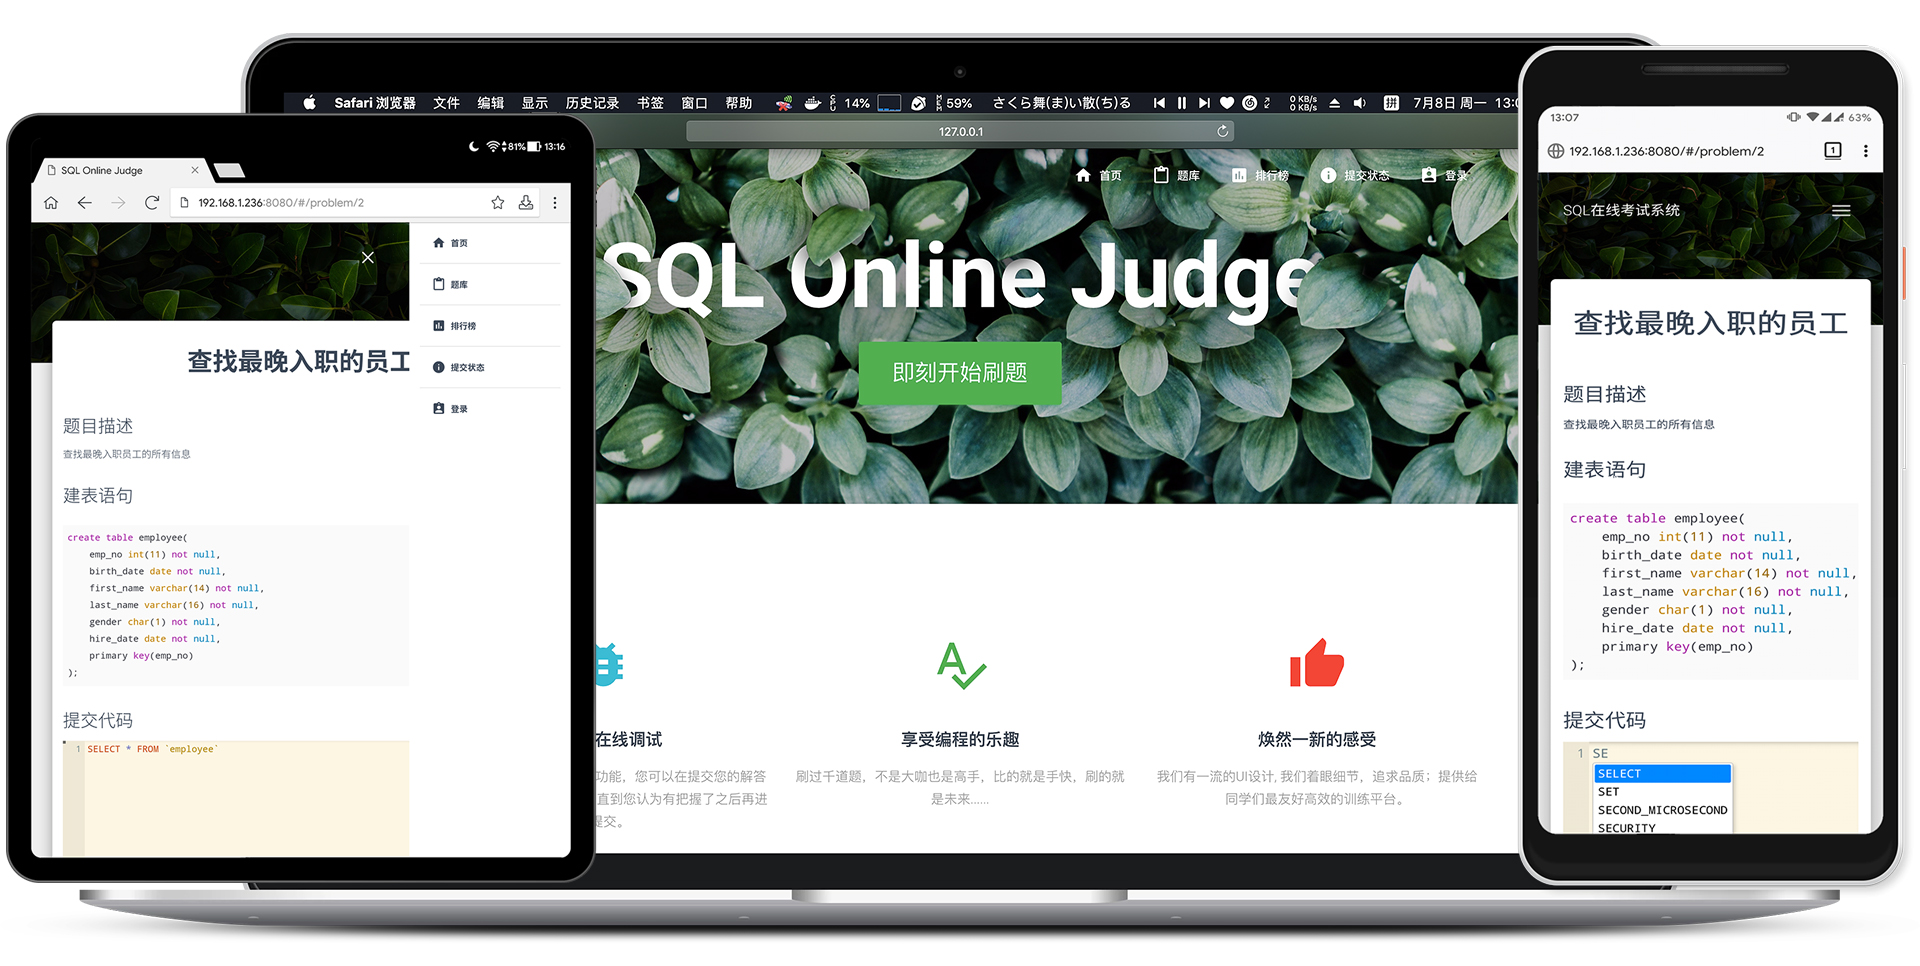 Safari 浏览器 文件 编辑 显示 历史记录 书签 窗口 帮助 CPU 14% MEM 59% さくら舞(ま)い散(ち)る 0 KB/s 0 KB/s 拼 7月8日 周一
127.0.0.1
首页 题库 排行榜 提交状态 登录
SQL Online Judge
即刻开始刷题
在线调试
功能，您可以在提交您的解答
直到您认为有把握了之后再进
提交。
享受编程的乐趣
刷过千道题，不是大咖也是高手，比的就是手快，刷的就
是未来......
焕然一新的感受
我们有一流的UI设计, 我们着眼细节，追求品质；提供给
同学们最友好高效的训练平台。
81% 13:16
SQL Online Judge
192.168.1.236:8080/#/problem/2
首页
题库
排行榜
提交状态
登录
查找最晚入职的员工
题目描述
查找最晚入职员工的所有信息
建表语句
create table employee(
emp_no int(11) not null,
birth_date date not null,
first_name varchar(14) not null,
last_name varchar(16) not null,
gender char(1) not null,
hire_date date not null,
primary key(emp_no)
);
提交代码
1 SELECT * FROM `employee`
13:07 63%
192.168.1.236:8080/#/problem/2 1
SQL在线考试系统
查找最晚入职的员工
题目描述
查找最晚入职员工的所有信息
建表语句
create table employee(
emp_no int(11) not null,
birth_date date not null,
first_name varchar(14) not null,
last_name varchar(16) not null,
gender char(1) not null,
hire_date date not null,
primary key(emp_no)
);
提交代码
1 SE
SELECT
SET
SECOND_MICROSECOND
SECURITY